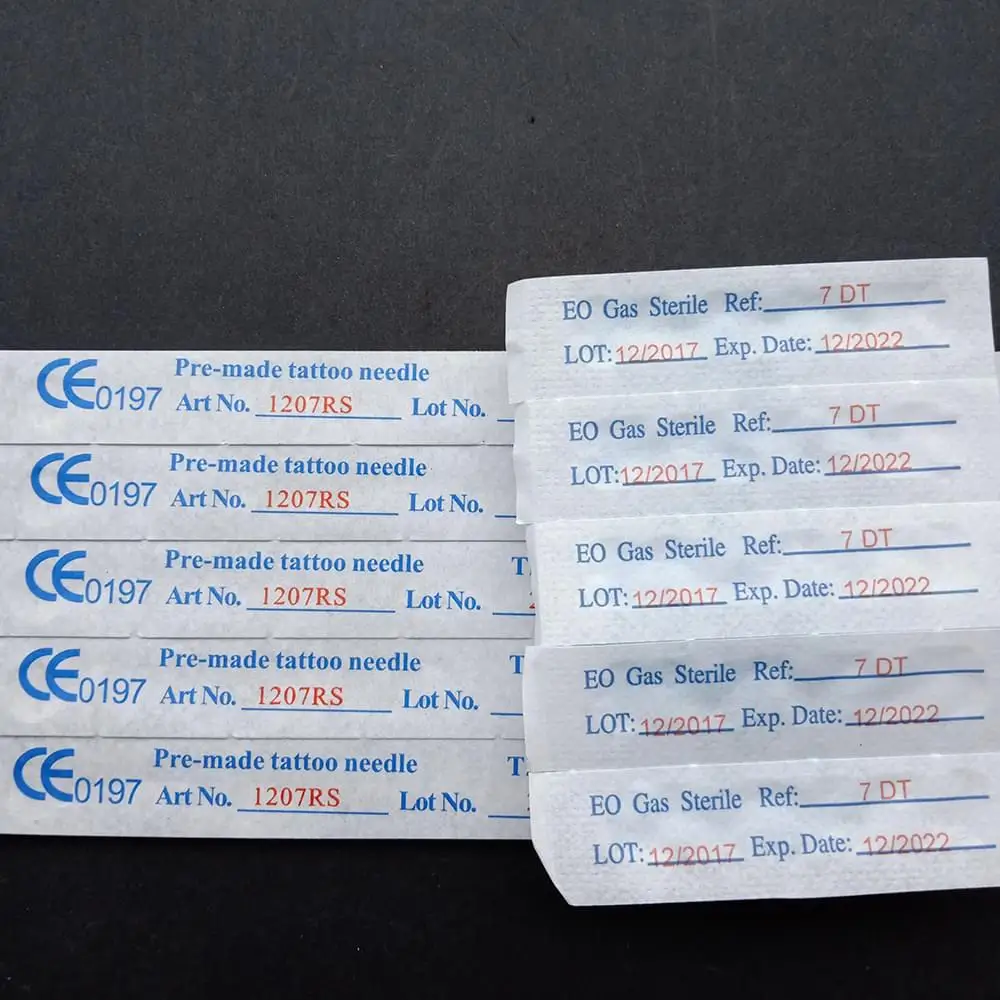 CE0197 Pre-made tattoo needle
Art No. 1207RS Lot No.
CE0197 Pre-made tattoo needle
Art No. 1207RS Lot No.
CE0197 Pre-made tattoo needle T
Art No. 1207RS Lot No.
CE0197 Pre-made tattoo needle T
Art No. 1207RS Lot No.
CE0197 Pre-made tattoo needle T
Art No. 1207RS Lot No.
EO Gas Sterile Ref: 7 DT
LOT: 12/2017 Exp. Date: 12/2022
EO Gas Sterile Ref: 7 DT
LOT: 12/2017 Exp. Date: 12/2022
EO Gas Sterile Ref: 7 DT
LOT: 12/2017 Exp. Date: 12/2022
EO Gas Sterile Ref: 7 DT
LOT: 12/2017 Exp. Date: 12/2022
EO Gas Sterile Ref: 7 DT
LOT: 12/2017 Exp. Date: 12/2022